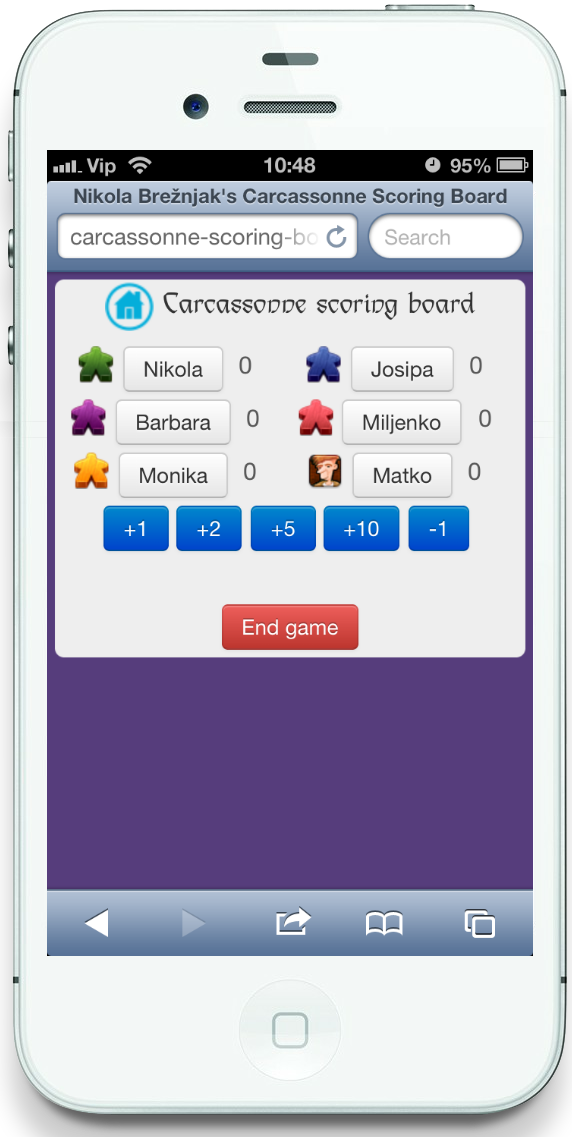 Vip 10:48 95%
Nikola Brežnjak's Carcassonne Scoring Board
carcassonne-scoring-bo Search
Carcassonne scoring board
Nikola 0 Josipa 0
Barbara 0 Miljenko 0
Monika 0 Matko 0
+1 +2 +5 +10 -1
End game